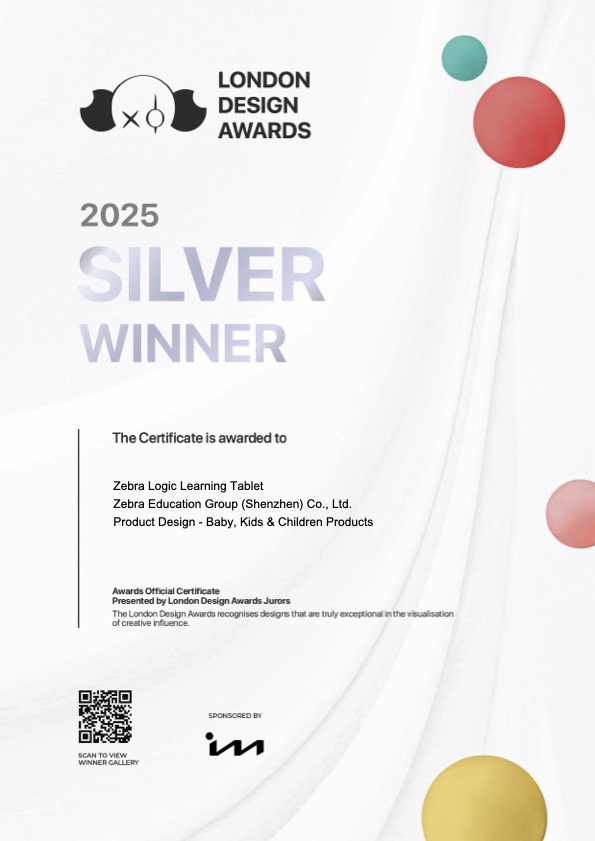 LONDON
DESIGN
AWARDS
2025
SILVER
WINNER
The Certificate is awarded to
Zebra Logic Learning Tablet
Zebra Education Group (Shenzhen) Co., Ltd.
Product Design - Baby, Kids & Children Products
Awards Official Certificate
Presented by London Design Awards Jurors
The London Design Awards recognises designs that are truly exceptional in the visualisation
of creative influence.
SPONSORED BY
SCAN TO VIEW
WINNER GALLERY